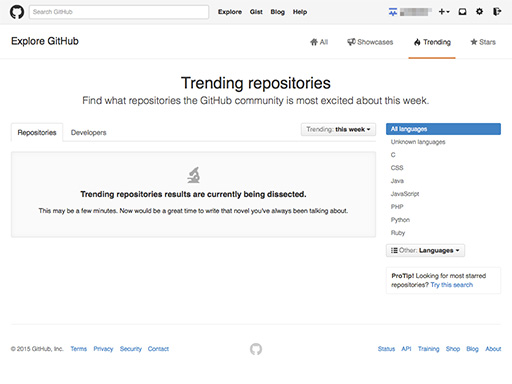 Search GitHub
Explore Gist Blog Help
Explore GitHub
All Showcases Trending Stars
Trending repositories
Find what repositories the GitHub community is most excited about this week.
Repositories Developers
Trending: this week
Trending repositories results are currently being dissected.
This may be a few minutes. Now would be a great time to write that novel you've always been talking about.
All languages
Unknown languages
C
CSS
Java
JavaScript
PHP
Python
Ruby
Other: Languages
ProTip! Looking for most starred
repositories? Try this search
© 2015 GitHub, Inc. Terms Privacy Security Contact
Status API Training Shop Blog About